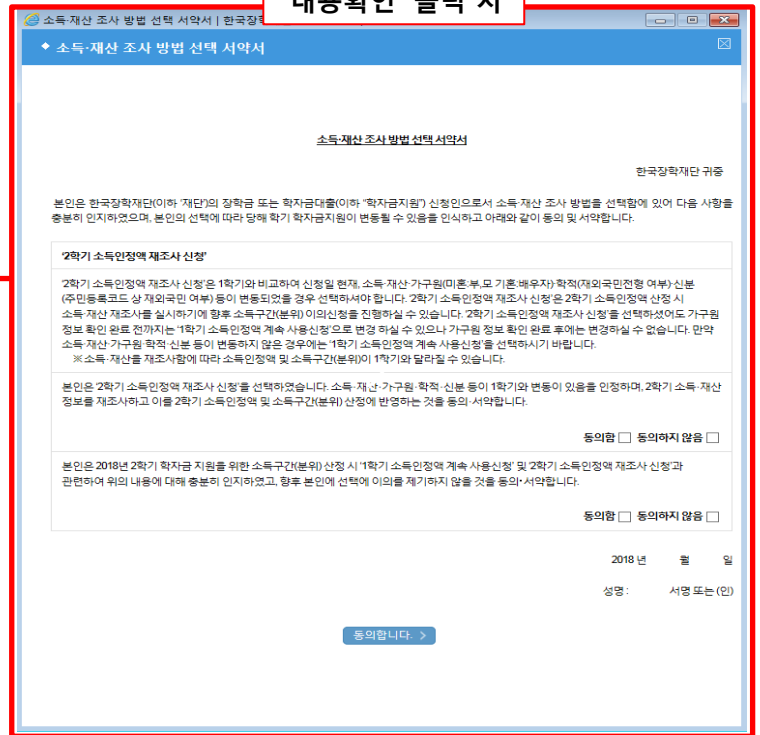 내용확인 클릭 시
소득·재산 조사 방법 선택 서약서 | 한국장학
소득·재산 조사 방법 선택 서약서
소득·재산 조사 방법 선택 서약서
한국장학재단 귀중
본인은 한국장학재단(이하 '재단')의 장학금 또는 학자금대출(이하 "학자금지원") 신청인으로서 소득·재산 조사 방법을 선택함에 있어 다음 사항을
충분히 인지하였으며, 본인의 선택에 따라 당해 학기 학자금지원이 변동될 수 있음을 인식하고 아래와 같이 동의 및 서약합니다.
'2학기 소득인정액 재조사 신청'
'2학기 소득인정액 재조사 신청'은 1학기와 비교하여 신청일 현재, 소득·재산·가구원(미혼:부,모 기혼:배우자)·학적(재외국민전형 여부)·신분
(주민등록코드 상 재외국민 여부) 등이 변동되었을 경우 선택하셔야 합니다. '2학기 소득인정액 재조사 신청'은 2학기 소득인정액 산정 시
소득·재산 재조사를 실시하기에 향후 소득구간(분위) 이의신청을 진행하실 수 있습니다. '2학기 소득인정액 재조사 신청'을 선택하셨어도 가구원
정보 확인 완료 전까지는 '1학기 소득인정액 계속 사용신청'으로 변경 하실 수 있으나 가구원 정보 확인 완료 후에는 변경하실 수 없습니다. 만약
소득·재산·가구원·학적·신분 등이 변동하지 않은 경우에는 '1학기 소득인정액 계속 사용신청'을 선택하시기 바랍니다.
※ 소득·재산을 재조사함에 따라 소득인정액 및 소득구간(분위)이 1학기와 달라질 수 있습니다.
본인은 '2학기 소득인정액 재조사 신청'을 선택하였습니다. 소득·재산·가구원·학적·신분 등이 1학기와 변동이 있음을 인정하며, 2학기 소득·재산
정보를 재조사하고 이를 2학기 소득인정액 및 소득구간(분위) 산정에 반영하는 것을 동의·서약합니다.
동의함 □ 동의하지 않음 □
본인은 2018년 2학기 학자금 지원을 위한 소득구간(분위) 산정 시 '1학기 소득인정액 계속 사용신청' 및 '2학기 소득인정액 재조사 신청'과
관련하여 위의 내용에 대해 충분히 인지하였고, 향후 본인에 선택에 이의를 제기하지 않을 것을 동의·서약합니다.
동의함 □ 동의하지 않음 □
2018 년 월 일
성명 : 서명 또는 (인)
동의합니다. >